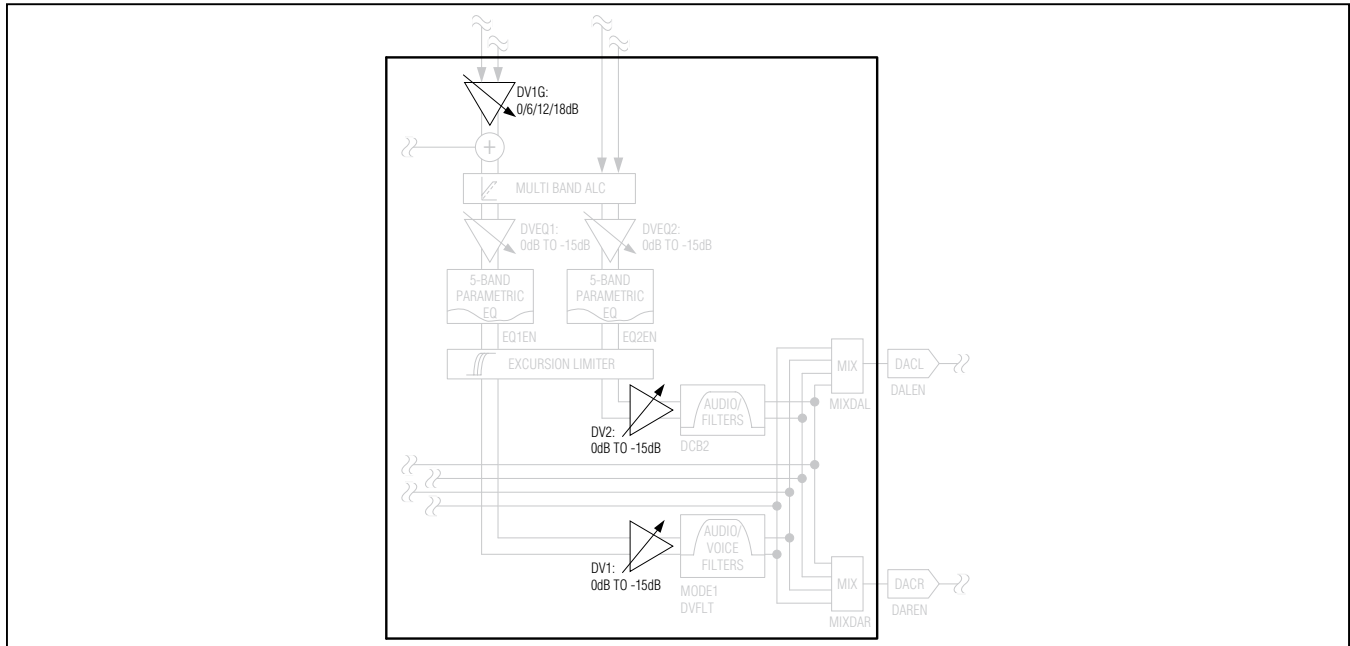 DV1G:
0/6/12/18dB
+
MULTI BAND ALC
DVEQ1:
0dB TO -15dB
DVEQ2:
0dB TO -15dB
5-BAND
PARAMETRIC
EQ
5-BAND
PARAMETRIC
EQ
EQ1EN
EQ2EN
EXCURSION LIMITER
MIX
DACL
MIXDAL
DALEN
AUDIO/
FILTERS
DV2:
0dB TO -15dB
DCB2
AUDIO/
VOICE
FILTERS
DV1:
0dB TO -15dB
MODE1
DVFLT
MIX
DACR
MIXDAR
DAREN